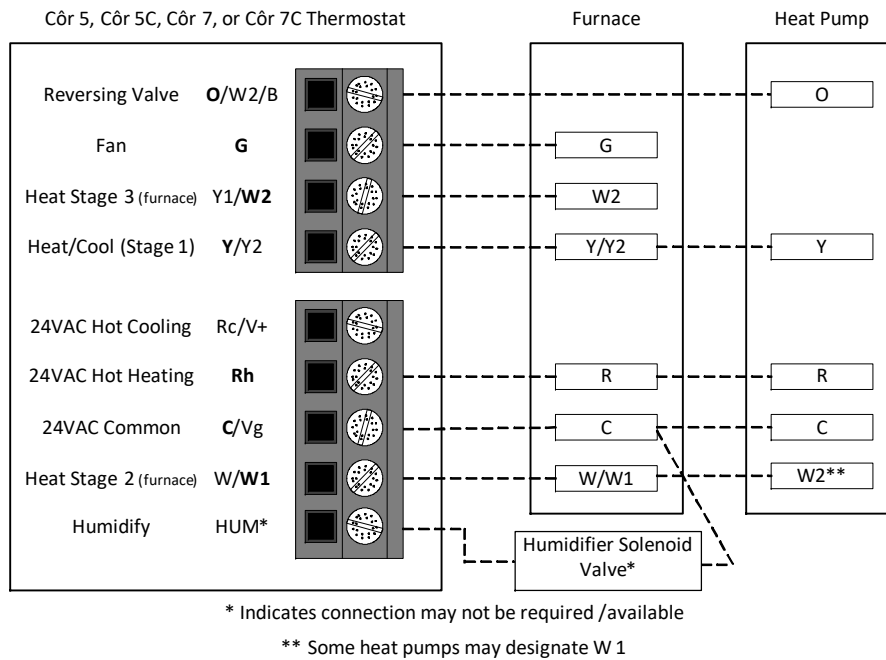 Côr 5, Côr 5C, Côr 7, or Côr 7C Thermostat Furnace Heat Pump
Reversing Valve O/W2/B O
Fan G G
Heat Stage 3 (furnace) Y1/W2 W2
Heat/Cool (Stage 1) Y/Y2 Y/Y2 Y
24VAC Hot Cooling Rc/V+
24VAC Hot Heating Rh R R
24VAC Common C/Vg C C
Heat Stage 2 (furnace) W/W1 W/W1 W2**
Humidify HUM*
Humidifier Solenoid
Valve*
* Indicates connection may not be required /available
** Some heat pumps may designate W 1